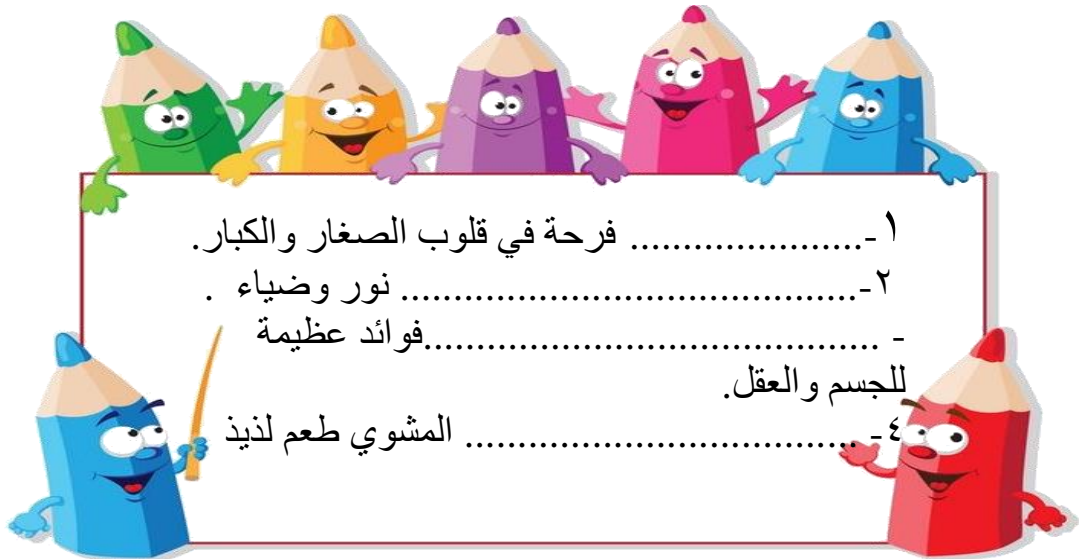 ١-...................... فرحة في قلوب الصغار والكبار.
٢-............................................ نور وضياء .
- ............................................فوائد عظيمة
للجسم والعقل.
٤- ...................................... المشوي طعم لذيذ